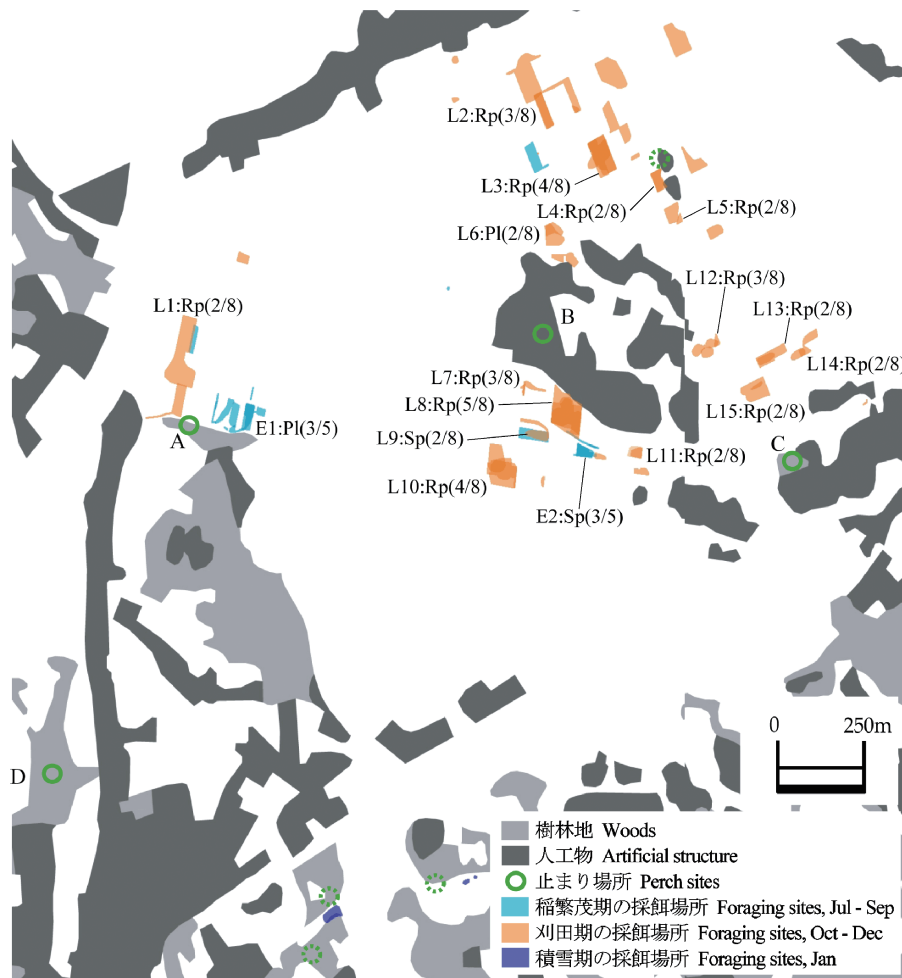 L2:Rp(3/8)
L3:Rp(4/8)
L4:Rp(2/8)
L5:Rp(2/8)
L6:Pl(2/8)
L12:Rp(3/8)
L1:Rp(2/8)
L13:Rp(2/8)
B
L14:Rp(2/8)
L7:Rp(3/8)
L8:Rp(5/8)
L15:Rp(2/8)
E1:Pl(3/5)
A
L9:Sp(2/8)
L11:Rp(2/8)
C
L10:Rp(4/8)
E2:Sp(3/5)
0 250m
D
樹林地 Woods
人工物 Artificial structure
止まり場所 Perch sites
稲繁茂期の採餌場所 Foraging sites, Jul - Sep
刈田期の採餌場所 Foraging sites, Oct - Dec
積雪期の採餌場所 Foraging sites, Jan